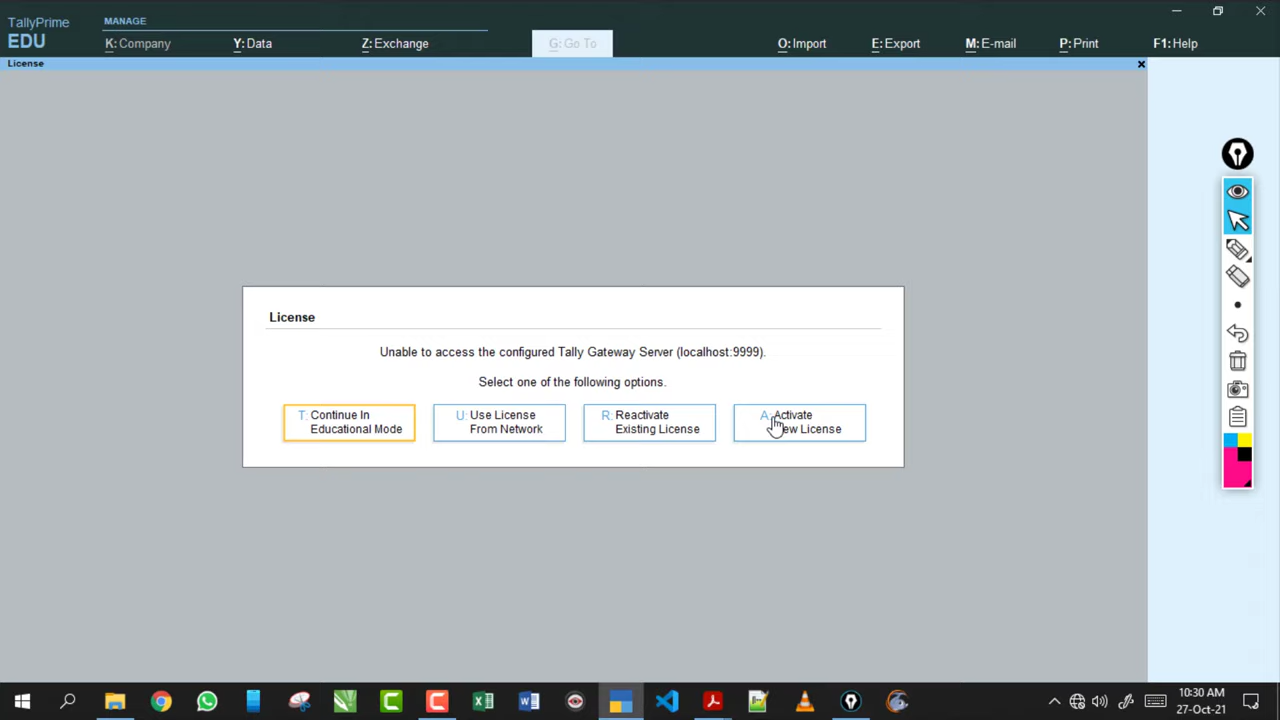 TallyPrime
EDU
MANAGE
K: Company
Y: Data
Z: Exchange
G: Go To
O: Import
E: Export
M: E-mail
P: Print
F1: Help
License
License
Unable to access the configured Tally Gateway Server (localhost:9999).
Select one of the following options.
T: Continue In
Educational Mode
U: Use License
From Network
R: Reactivate
Existing License
A: Activate
License
10:30 AM
27-Oct-21